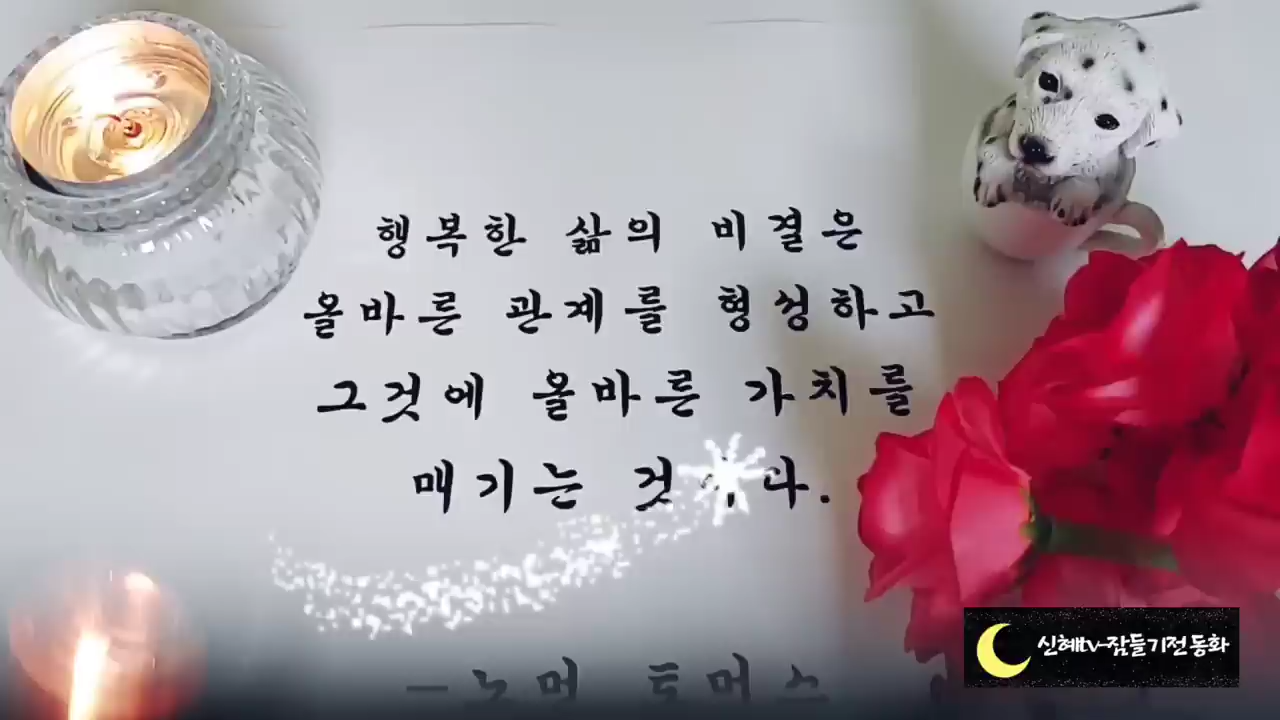 행복한 삶의 비결은
올바른 관계를 형성하고
그것에 올바른 가치를
매기는 것이다.
-노먼 토머스
신혜tv-잠들기전 동화